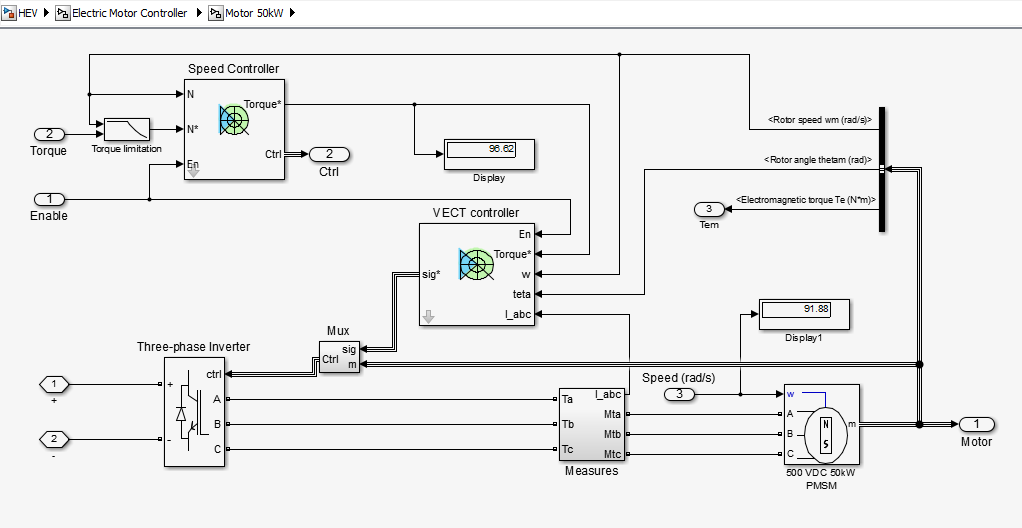 HEV Electric Motor Controller Motor 50kW
Speed Controller
N
N*
En
Torque*
Ctrl
2
Torque
Torque limitation
2
Ctrl
96.62
Display
1
Enable
<Rotor speed wm (rad/s)>
<Rotor angle thetam (rad)>
<Electromagnetic torque Te (N*m)>
3
Tem
VECT controller
En
Torque*
w
teta
I_abc
sig*
91.88
Display1
Mux
sig
Ctrl
m
Three-phase Inverter
ctrl
+
-
A
B
C
1
+
2
-
Speed (rad/s)
3
I_abc
Ta
Mta
Tb
Mtb
Tc
Mtc
Measures
w
A
B
C
N
S
m
500 VDC 50kW
PMSM
1
Motor